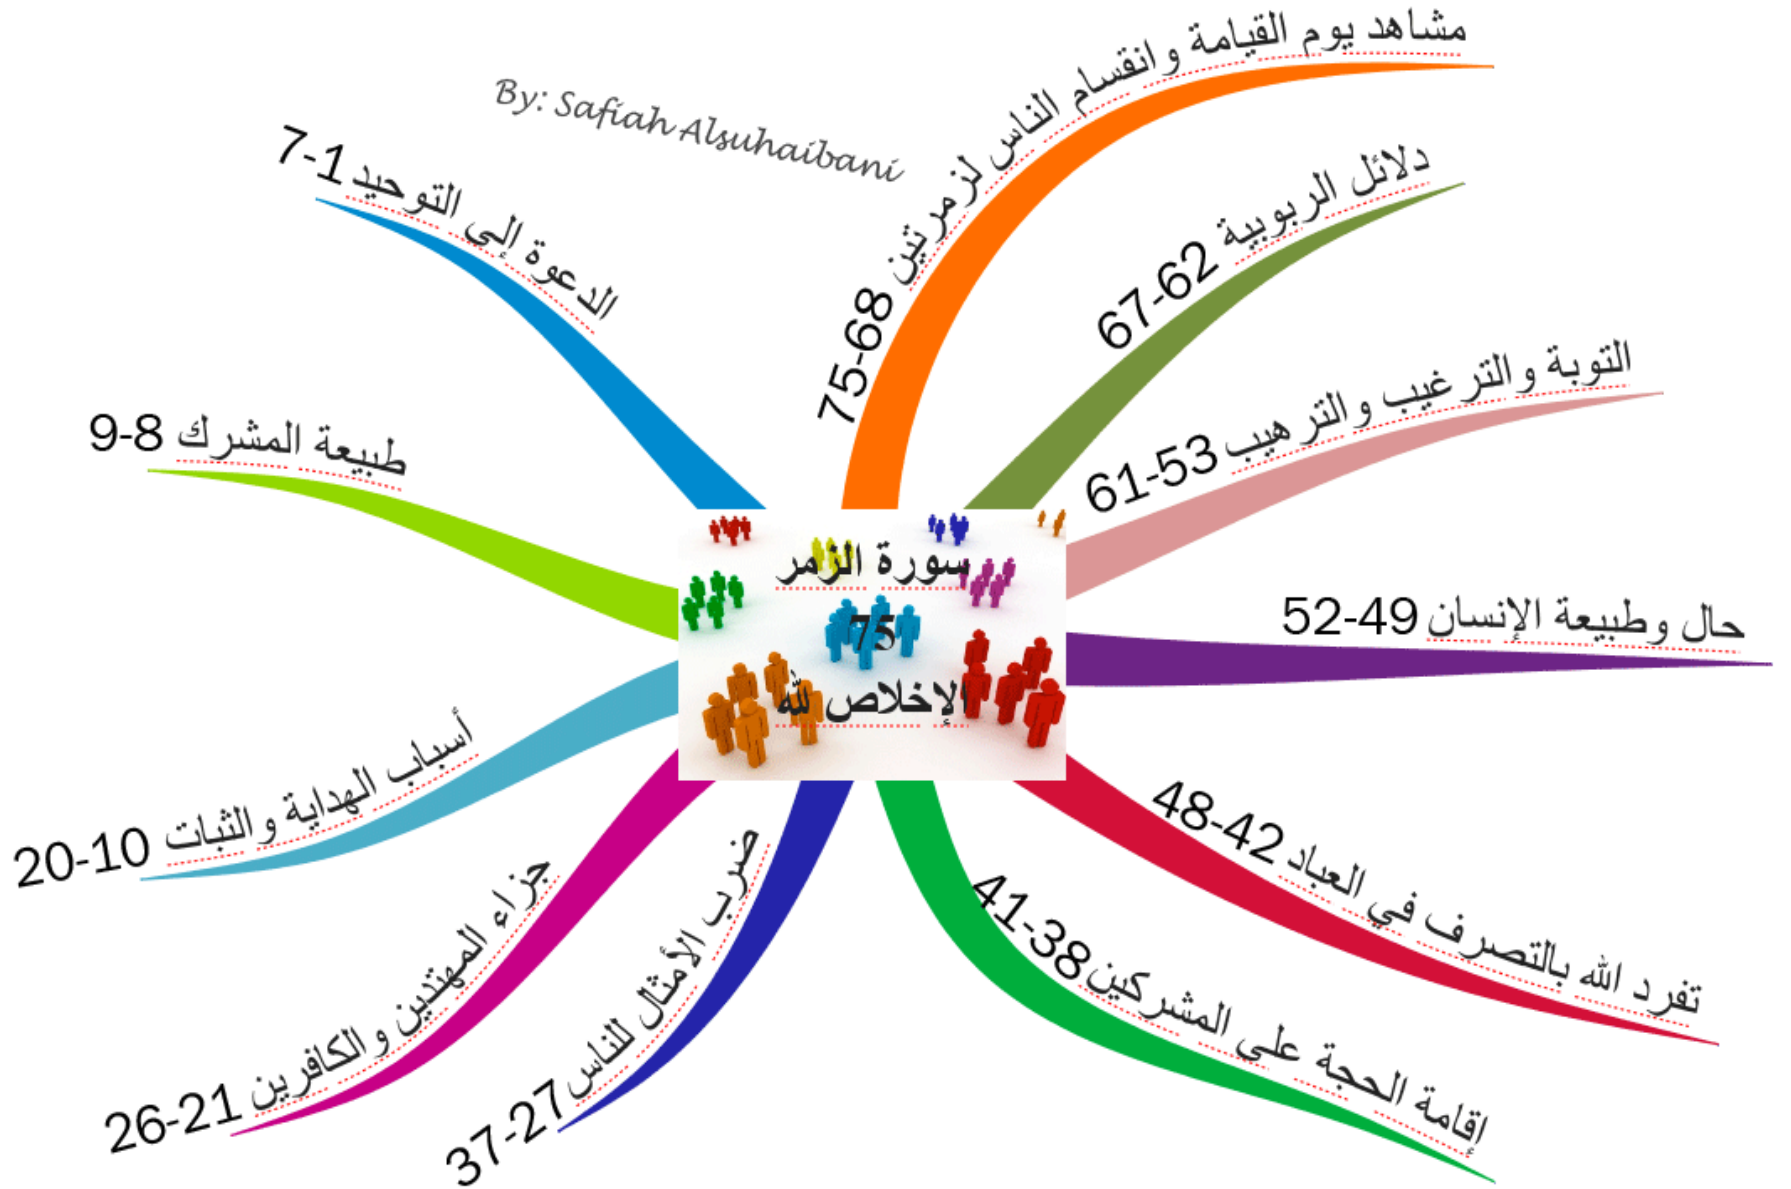 By: Safiah Alsuhaibani
سورة الزمر
75
الإخلاص لله
مشاهد يوم القيامة وانقسام الناس لزمرتين 68-75
دلائل الربوبية 62-67
التوبة والترغيب والترهيب 53-61
حال وطبيعة الإنسان 49-52
تفرد الله بالتصرف في العباد 42-48
إقامة الحجة على المشركين 38-41
ضرب الأمثال للناس 27-37
جزاء المهتدين والكافرين 21-26
أسباب الهداية والثبات 10-20
طبيعة المشرك 8-9
الدعوة إلى التوحيد 1-7